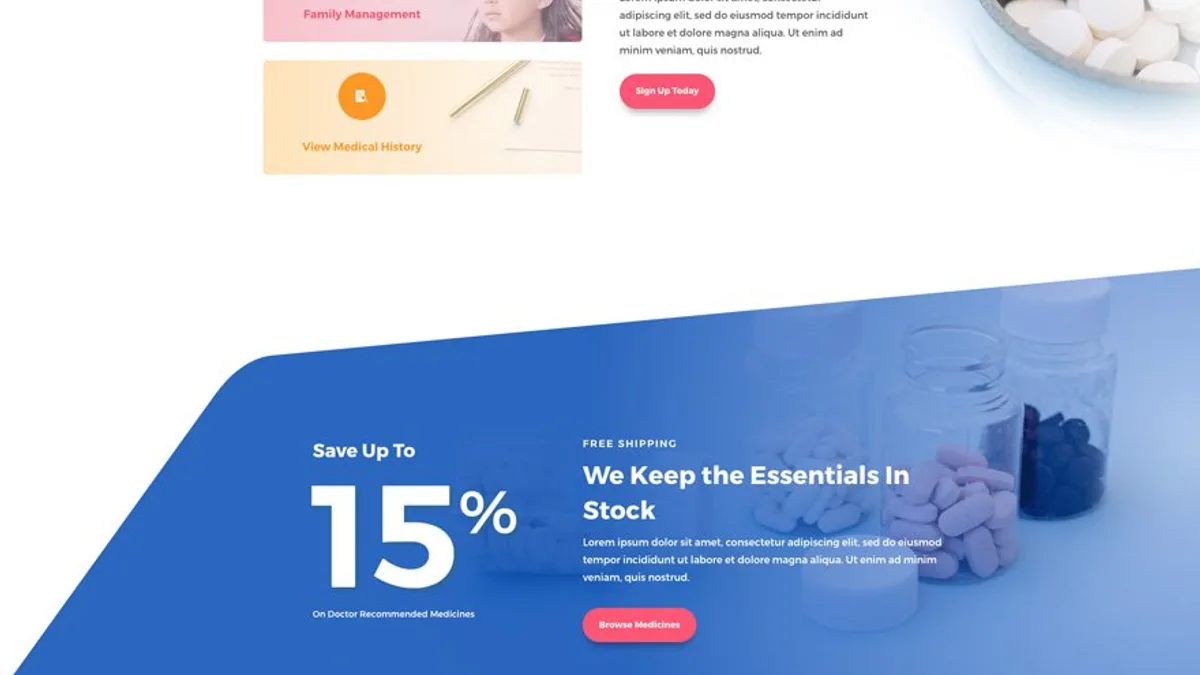 Family Management
View Medical History
adipiscing elit, sed do eiusmod tempor incididunt
ut labore et dolore magna aliqua. Ut enim ad
minim veniam, quis nostrud.
Sign Up Today
Save Up To
15%
On Doctor Recommended Medicines
FREE SHIPPING
We Keep the Essentials In
Stock
Lorem ipsum dolor sit amet, consectetur adipiscing elit, sed do eiusmod
tempor incididunt ut labore et dolore magna aliqua. Ut enim ad minim
veniam, quis nostrud.
Browse Medicines